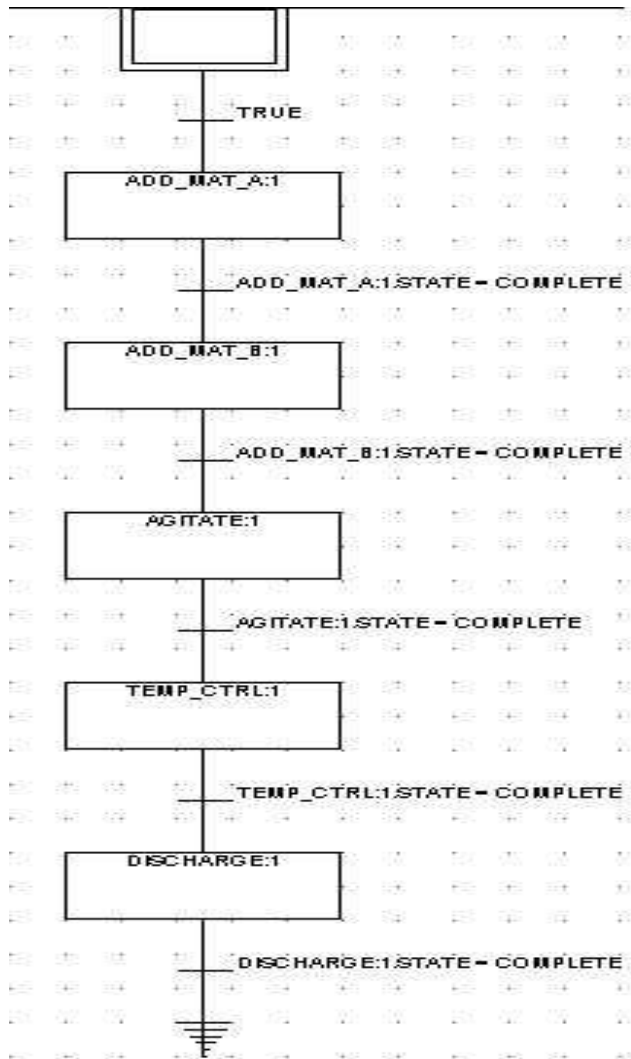 TRUE
ADD_MAT_A:1
ADD_MAT_A:1.STATE = COMPLETE
ADD_MAT_B:1
ADD_MAT_B:1.STATE = COMPLETE
AGITATE:1
AGITATE:1.STATE = COMPLETE
TEMP_CTRL:1
TEMP_CTRL:1.STATE = COMPLETE
DISCHARGE:1
DISCHARGE:1.STATE = COMPLETE